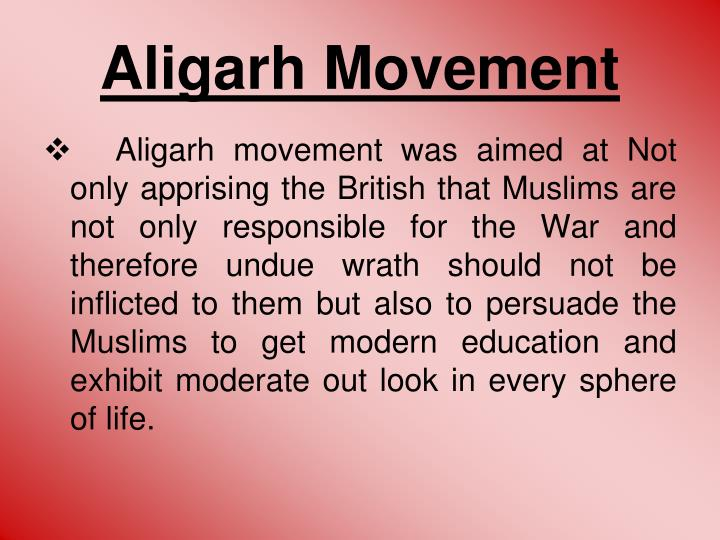 Aligarh Movement
❖ Aligarh movement was aimed at Not
only apprising the British that Muslims are
not only responsible for the War and
therefore undue wrath should not be
inflicted to them but also to persuade the
Muslims to get modern education and
exhibit moderate out look in every sphere
of life.